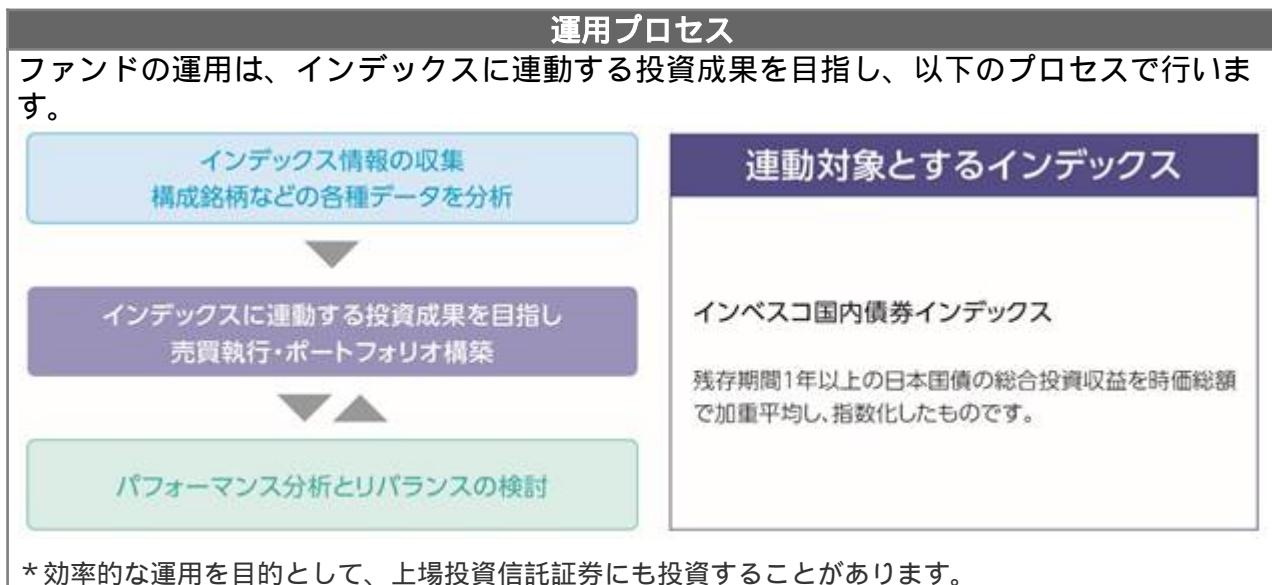 運用プロセス
ファンドの運用は、インデックスに連動する投資成果を目指し、以下のプロセスで行いま
す。
インデックス情報の収集
構成銘柄などの各種データを分析
インデックスに連動する投資成果を目指し
売買執行・ポートフォリオ構築
パフォーマンス分析とリバランスの検討
連動対象とするインデックス
インベスコ国内債券インデックス
残存期間1年以上の日本国債の総合投資収益を時価総額
で加重平均し、指数化したものです。
*効率的な運用を目的として、上場投資信託証券にも投資することがあります。